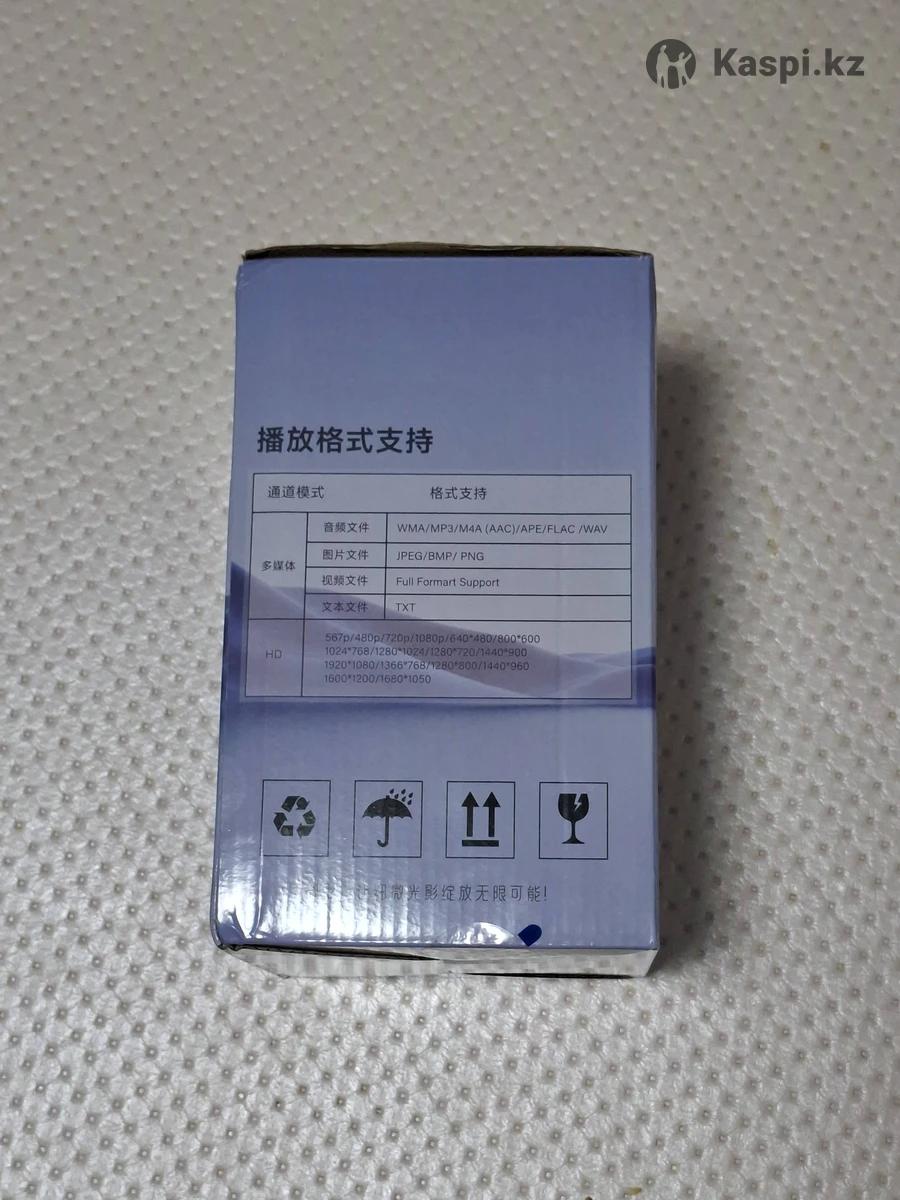 Kaspi.kz
播放格式支持
通道模式 格式支持
多媒体
音频文件 WMA/MP3/M4A (AAC)/APE/FLAC /WAV
图片文件 JPEG/BMP/ PNG
视频文件 Full Formart Support
文本文件 TXT
HD
567p/480p/720p/1080p/640*480/800*600
1024*768/1280*1024/1280*720/1440*900
1920*1080/1366*768/1280*800/1440*960
1600*1200/1680*1050
微光影绽放无限可能!